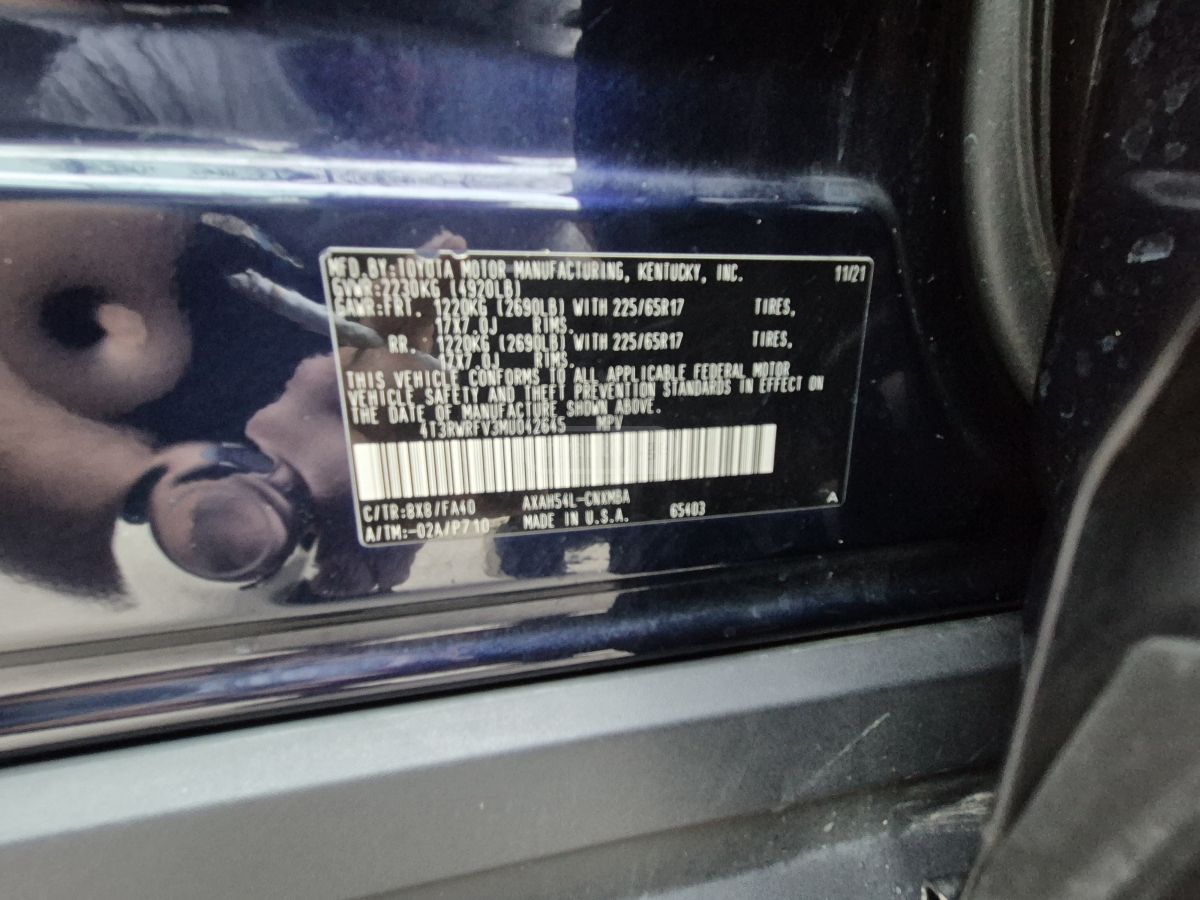 MFD.BY:TOYOTA MOTOR MANUFACTURING, KENTUCKY, INC. 11/21
GVWR:2230KG (4920LB)
GAWR:FRT. 1220KG (2690LB) WITH 225/65R17 TIRES,
17X7.0J RIMS.
RR. 1220KG (2690LB) WITH 225/65R17 TIRES,
17X7.0J RIMS.
THIS VEHICLE CONFORMS TO ALL APPLICABLE FEDERAL MOTOR
VEHICLE SAFETY AND THEFT PREVENTION STANDARDS IN EFFECT ON
THE DATE OF MANUFACTURE SHOWN ABOVE.
4T3RWRFV3MU042645 MPV
C/TR:8X8/FA40 AXAH54L-CNXMBA
A/TM:-02A/P710 MADE IN U.S.A. 654D3 A